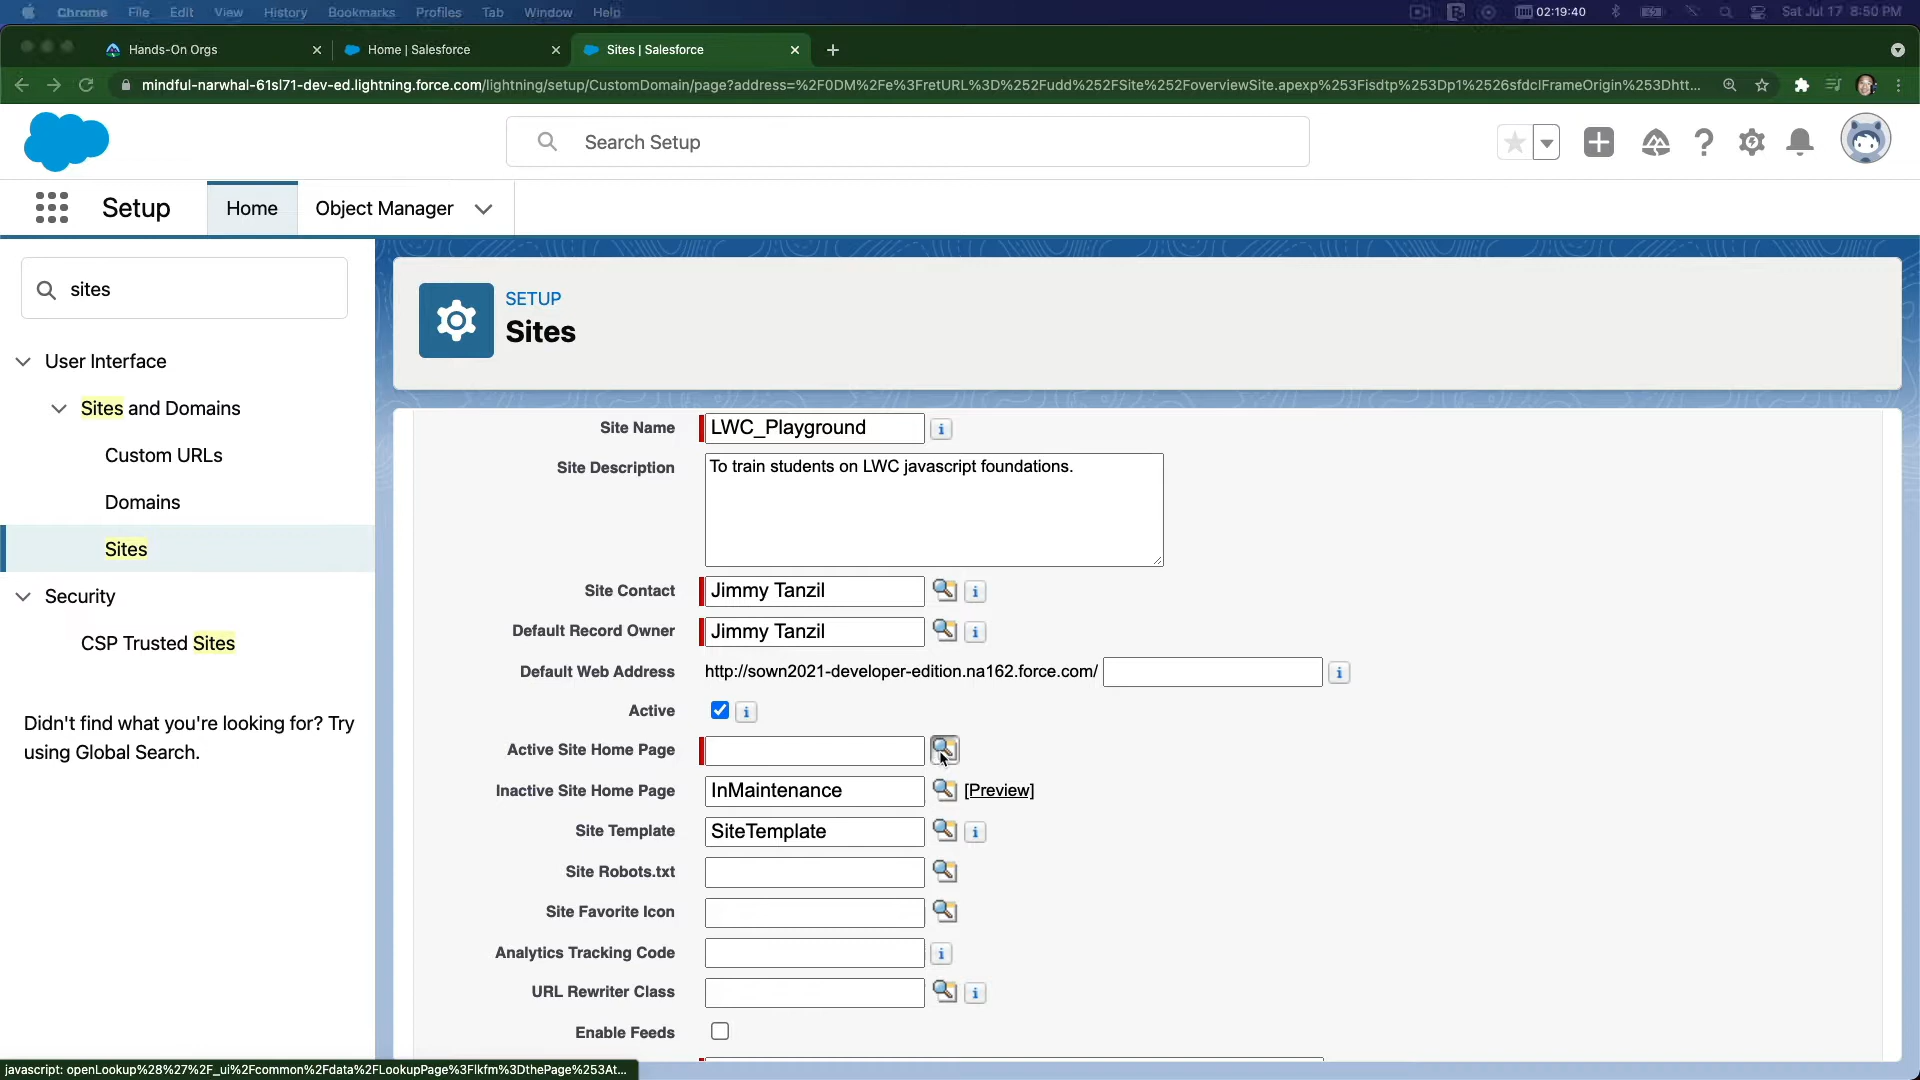 Chrome File Edit View History Bookmarks Profiles Tab Window Help 02:19:40 Sat Jul 17 8:50 PM
Hands-On Orgs Home | Salesforce Sites | Salesforce
mindful-narwhal-61sl71-dev-ed.lightning.force.com/lightning/setup/CustomDomain/page?address=%2F0DM%2Fe%3FretURL%3D%252Fudd%252FSite%252FoverviewSite.apexp%253Fisdtp%253Dp1%2526sfdcIFrameOrigin%253Dhtt...
Search Setup
Setup Home Object Manager
sites
User Interface
Sites and Domains
Custom URLs
Domains
Sites
Security
CSP Trusted Sites
Didn't find what you're looking for? Try
using Global Search.
SETUP
Sites
Site Name LWC_Playground
Site Description To train students on LWC javascript foundations.
Site Contact Jimmy Tanzil
Default Record Owner Jimmy Tanzil
Default Web Address http://sown2021-developer-edition.na162.force.com/
Active
Active Site Home Page
Inactive Site Home Page InMaintenance [Preview]
Site Template SiteTemplate
Site Robots.txt
Site Favorite Icon
Analytics Tracking Code
URL Rewriter Class
Enable Feeds
javascript: openLookup%28%27%2F_ui%2Fcommon%2Fdata%2FLookupPage%3Flkfm%3DthePage%253At...